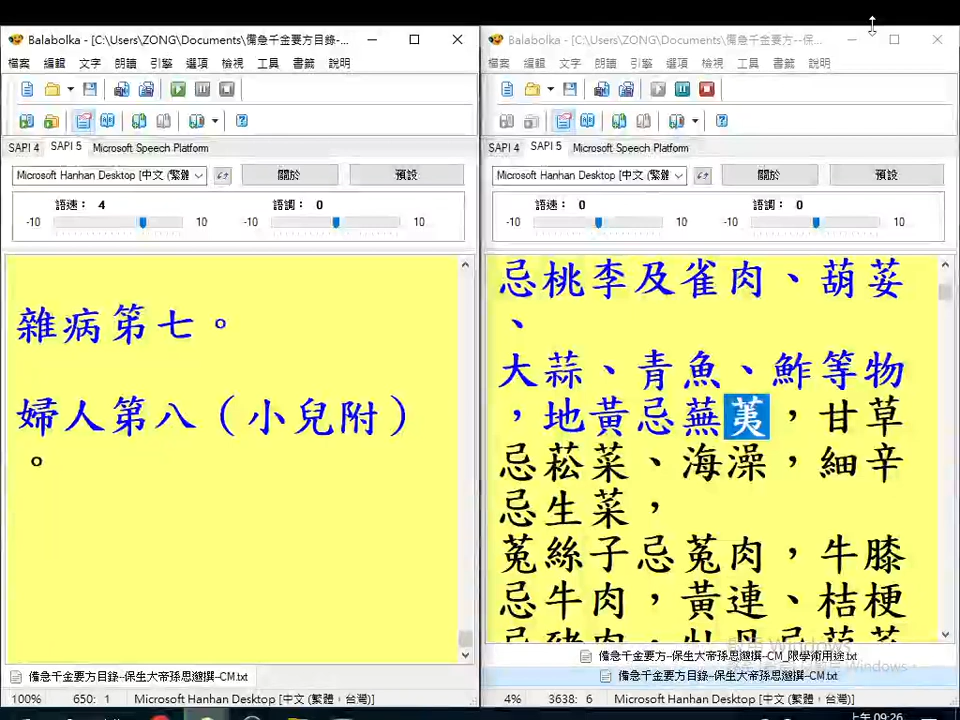 Balabolka - [C:\Users\ZONG\Documents\備急千金要方目錄-...
檔案 編輯 文字 朗讀 引擎 選項 檢視 工具 書籤 說明
SAPI 4 SAPI 5 Microsoft Speech Platform
Microsoft Hanhan Desktop [中文 (繁體
關於
預設
語速： 4
語調： 0
-10 10 -10 10
雜病第七。
婦人第八（小兒附）
。
備急千金要方目錄--保生大帝孫思邈撰--CM.txt
100% 650: 1 Microsoft Hanhan Desktop [中文 (繁體，台灣)]
Balabolka - [C:\Users\ZONG\Documents\備急千金要方--保...
檔案 編輯 文字 朗讀 引擎 選項 檢視 工具 書籤 說明
SAPI 4 SAPI 5 Microsoft Speech Platform
Microsoft Hanhan Desktop [中文 (繁體
關於
預設
語速： 0
語調： 0
-10 10 -10 10
忌桃李及雀肉、葫荽
、
大蒜、青魚、鮓等物
，地黃忌蕪荑，甘草
忌菘菜、海澡，細辛
忌生菜，
菟絲子忌菟肉，牛膝
忌牛肉，黃連、桔梗
啟用 Windows
備急千金要方--保生大帝孫思邈撰--CM_限學術用途.txt
備急千金要方目錄--保生大帝孫思邈撰--CM.txt
4% 3638: 6 Microsoft Hanhan Desktop [中文 (繁體，台灣)]
上午 09:26